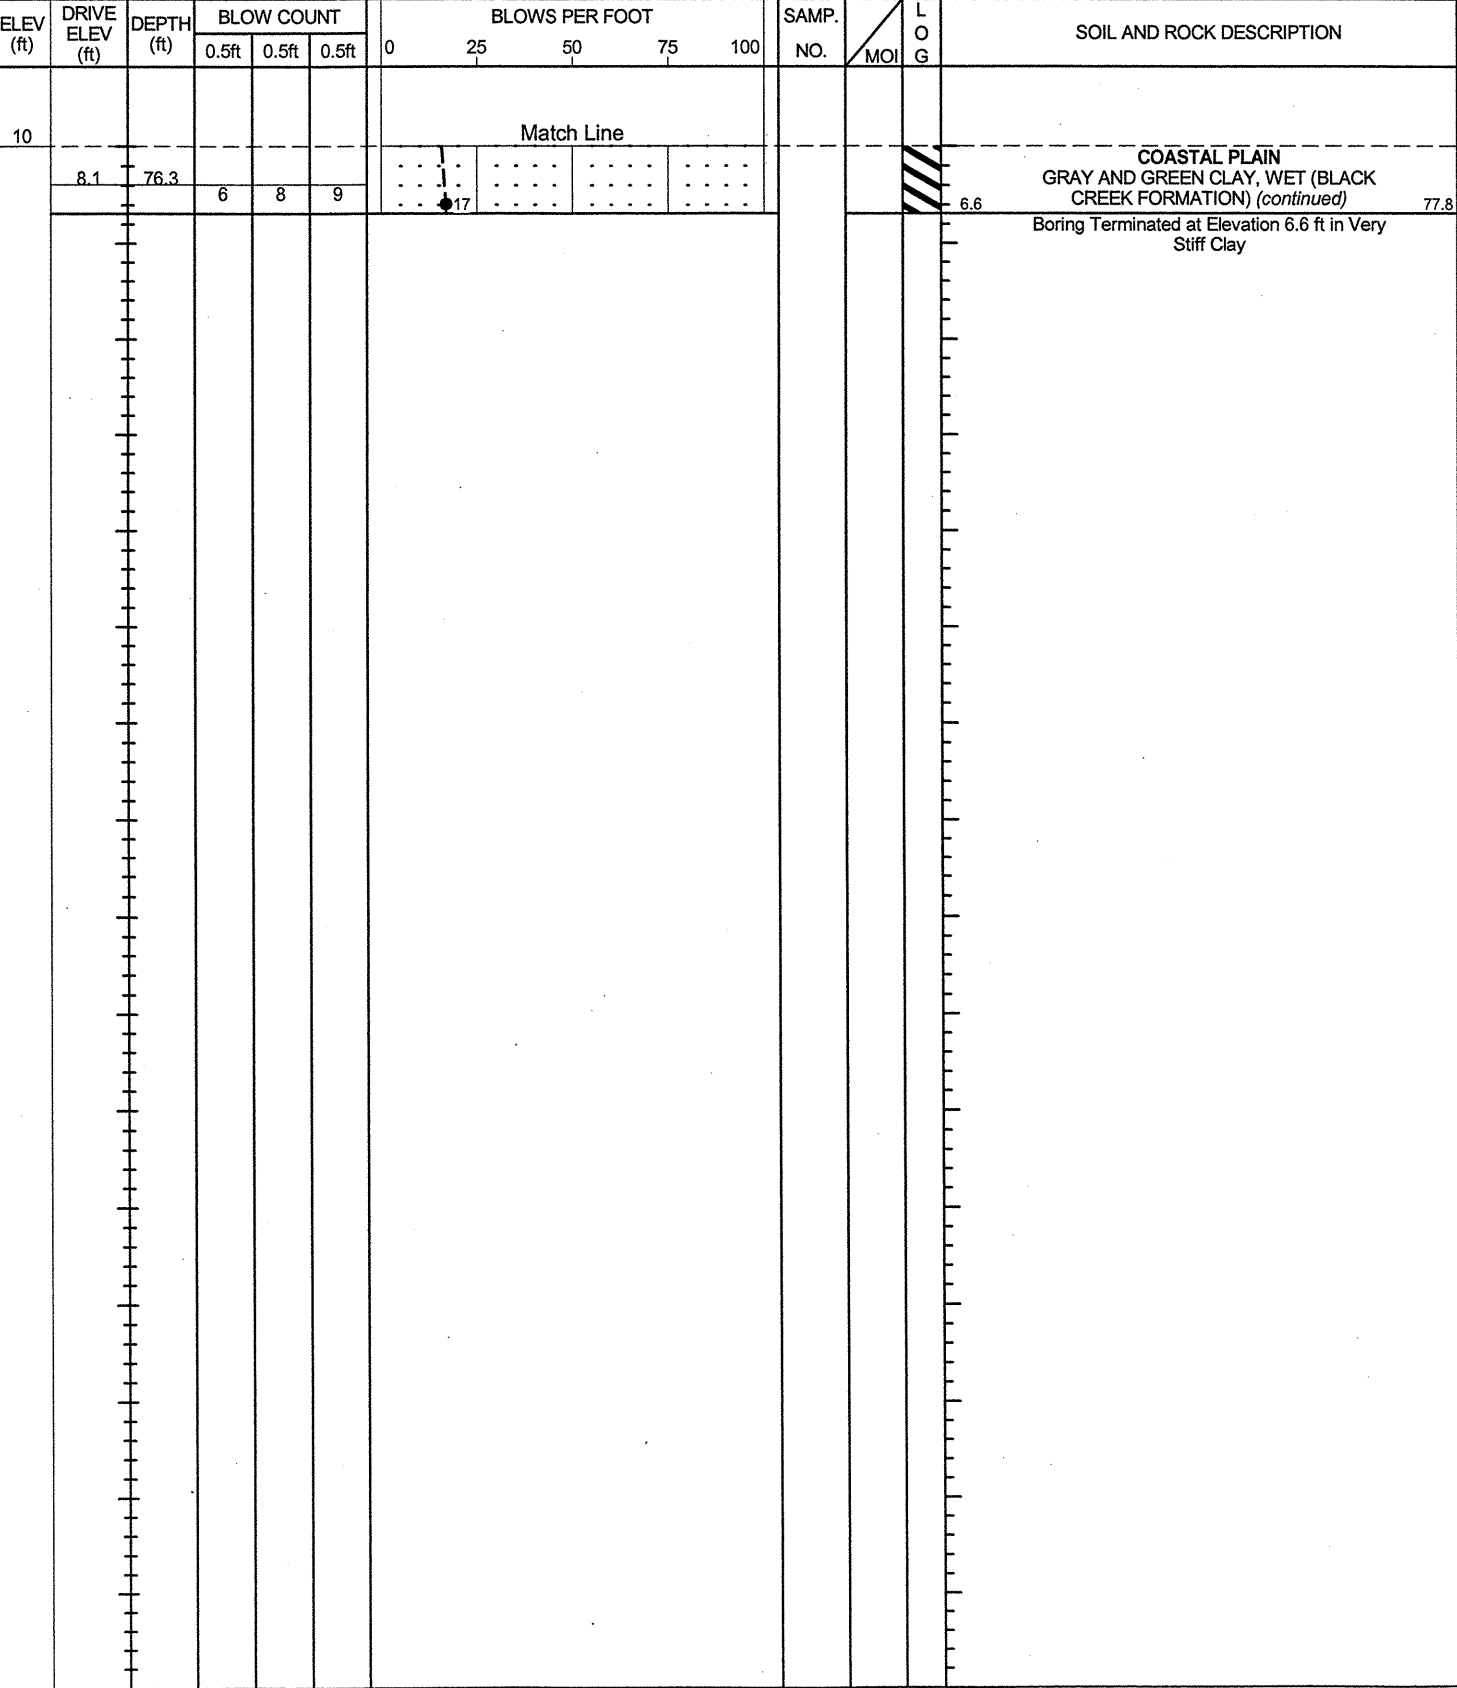 ELEV (ft)
DRIVE ELEV (ft)
DEPTH (ft)
BLOW COUNT
0.5ft 0.5ft 0.5ft
BLOWS PER FOOT
0 25 50 75 100
SAMP. NO.
MOI
LOG
SOIL AND ROCK DESCRIPTION
10
Match Line
COASTAL PLAIN
8.1 76.3
GRAY AND GREEN CLAY, WET (BLACK
6 8 9
17
6.6 CREEK FORMATION) (continued) 77.8
Boring Terminated at Elevation 6.6 ft in Very
Stiff Clay